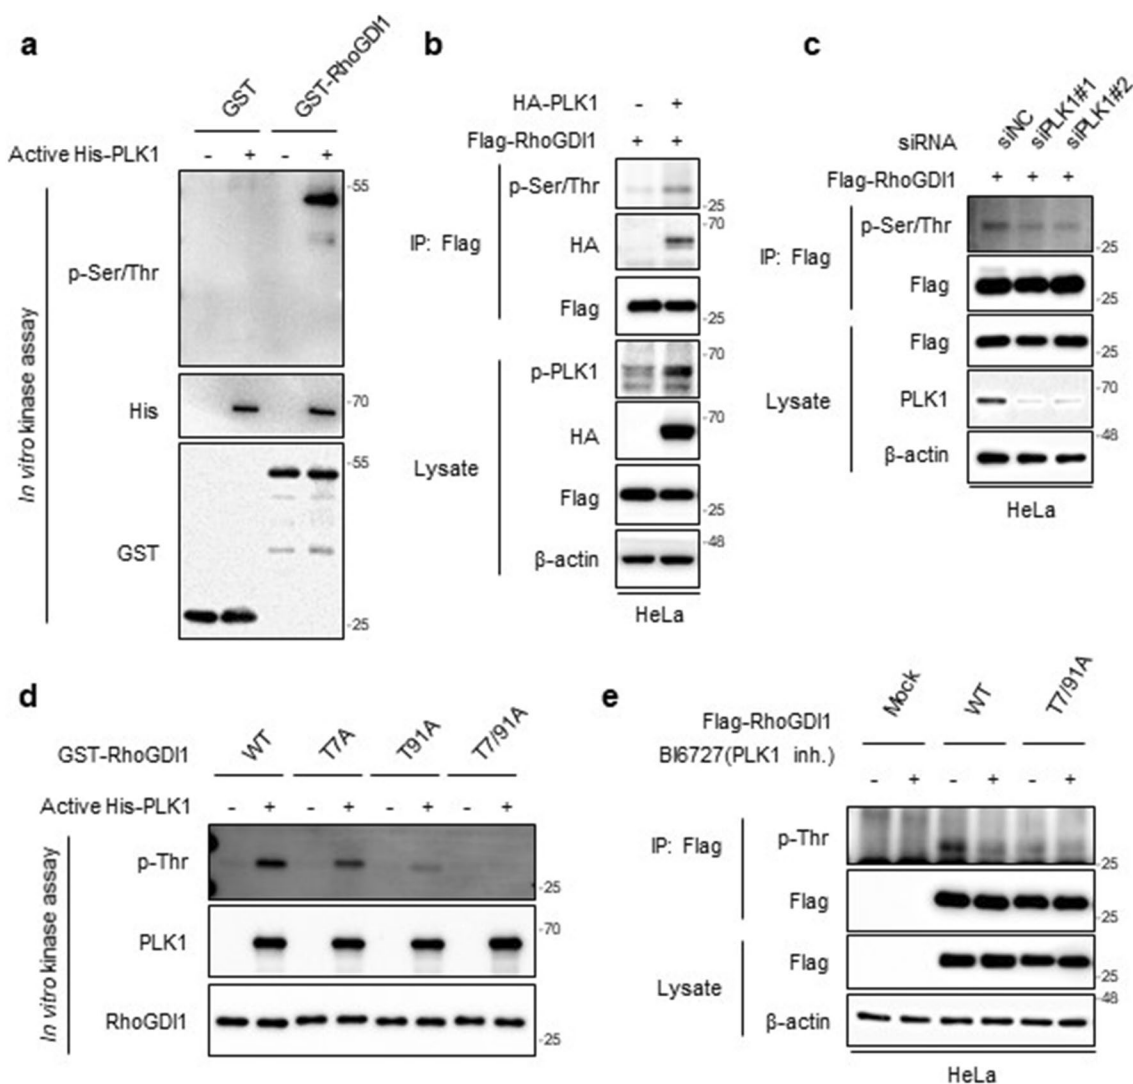 a
GST
GST-RhoGDI1
Active His-PLK1 - + - +
In vitro kinase assay
p-Ser/Thr
-55
His
-70
-55
GST
-25
b
HA-PLK1 - +
Flag-RhoGDI1 + +
IP: Flag
p-Ser/Thr
-25
-70
HA
Flag
-25
Lysate
-70
p-PLK1
-70
HA
Flag
-25
-48
β-actin
HeLa
c
siRNA siNC siPLK1#1 siPLK1#2
Flag-RhoGDI1 + + +
IP: Flag
p-Ser/Thr
-25
Flag
-25
Lysate
Flag
-25
-70
PLK1
-48
β-actin
HeLa
d
GST-RhoGDI1 WT T7A T91A T7/91A
Active His-PLK1 - + - + - + - +
In vitro kinase assay
p-Thr
-25
-70
PLK1
RhoGDI1
-25
e
Flag-RhoGDI1 Mock WT T7/91A
BI6727(PLK1 inh.) - + - + - +
IP: Flag
p-Thr
-25
Flag
-25
Lysate
Flag
-25
-48
β-actin
HeLa